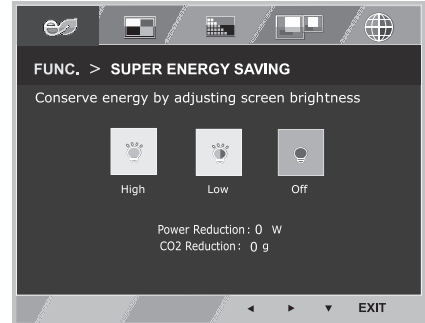 FUNC. > SUPER ENERGY SAVING
Conserve energy by adjusting screen brightness
High Low Off
Power Reduction : 0 W
CO2 Reduction : 0 g
EXIT